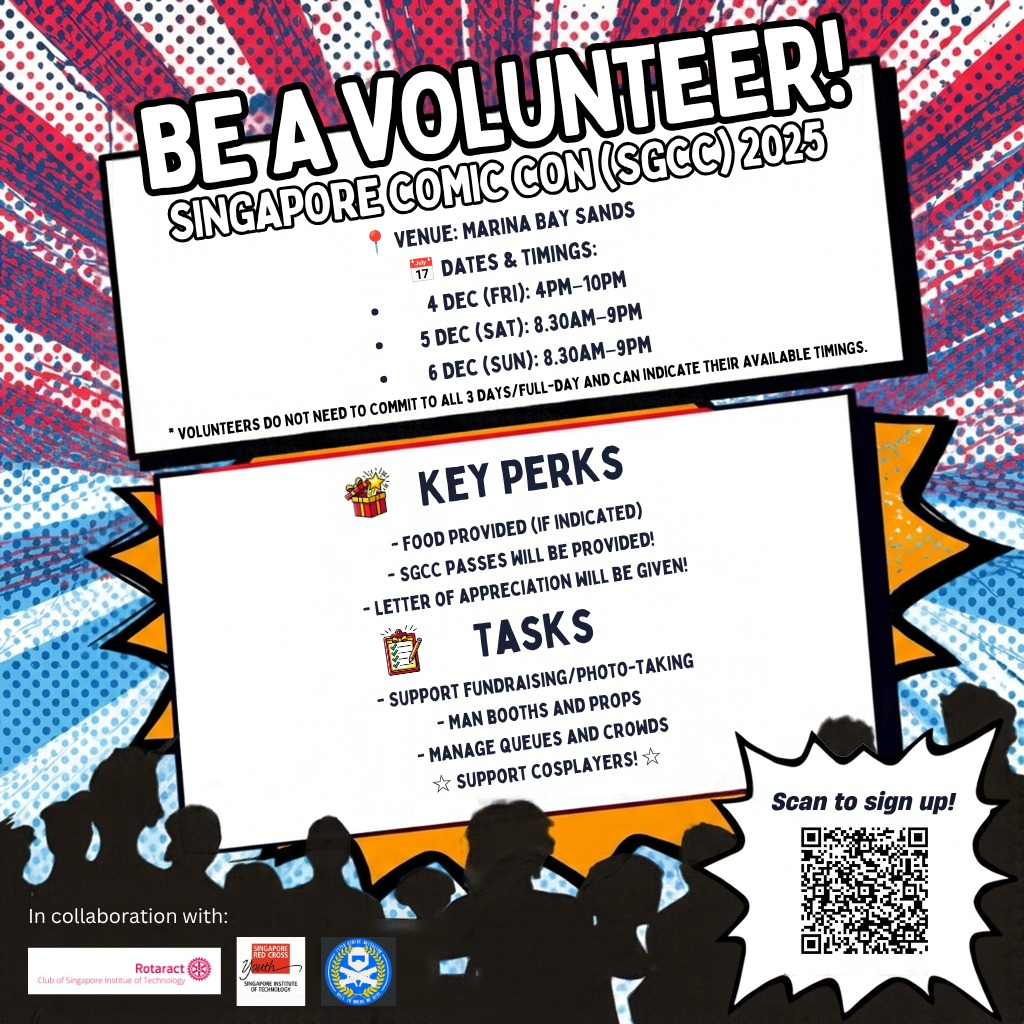 BE A VOLUNTEER!
SINGAPORE COMIC CON (SGCC) 2025
VENUE: MARINA BAY SANDS
July
17
DATES & TIMINGS:
• 4 DEC (FRI): 4PM–10PM
• 5 DEC (SAT): 8.30AM–9PM
• 6 DEC (SUN): 8.30AM–9PM
* VOLUNTEERS DO NOT NEED TO COMMIT TO ALL 3 DAYS/FULL-DAY AND CAN INDICATE THEIR AVAILABLE TIMINGS.
KEY PERKS
- FOOD PROVIDED (IF INDICATED)
- SGCC PASSES WILL BE PROVIDED!
- LETTER OF APPRECIATION WILL BE GIVEN!
TASKS
- SUPPORT FUNDRAISING/PHOTO-TAKING
- MAN BOOTHS AND PROPS
- MANAGE QUEUES AND CROWDS
☆ SUPPORT COSPLAYERS! ☆
Scan to sign up!
In collaboration with:
Rotaract
Club of Singapore Institue of Technology
SINGAPORE
RED CROSS
Youth
SINGAPORE INSTITUTE
OF TECHNOLOGY